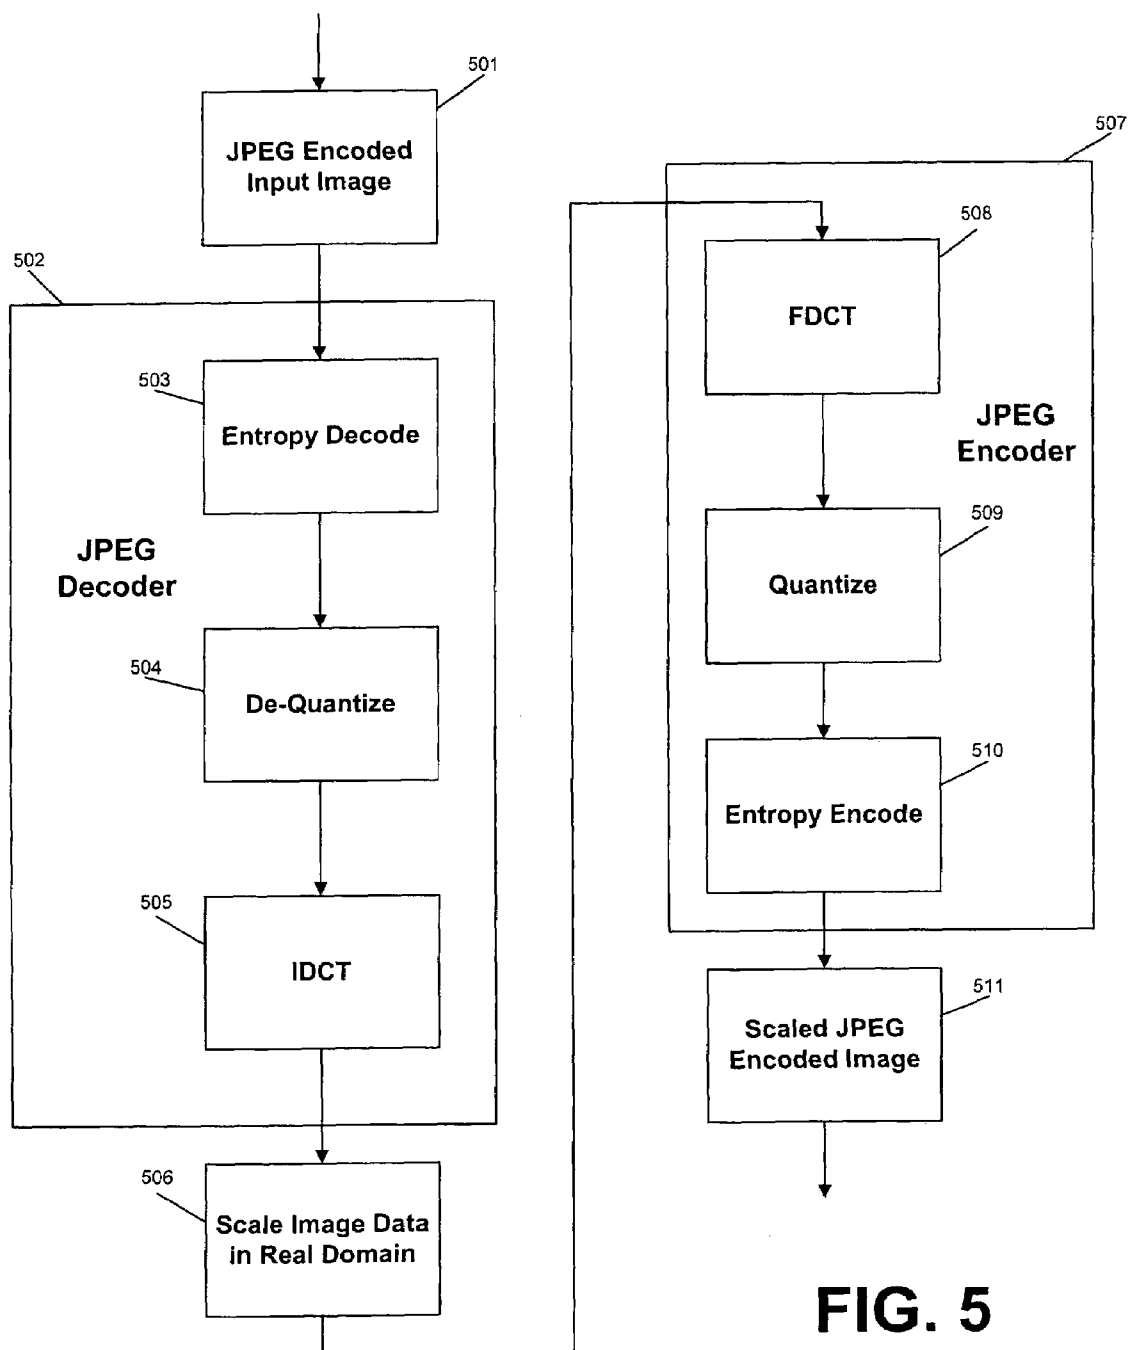 501
JPEG Encoded
Input Image
502
503
Entropy Decode
JPEG
Decoder
504
De-Quantize
505
IDCT
506
Scale Image Data
in Real Domain
507
508
FDCT
JPEG
Encoder
509
Quantize
510
Entropy Encode
511
Scaled JPEG
Encoded Image
FIG. 5